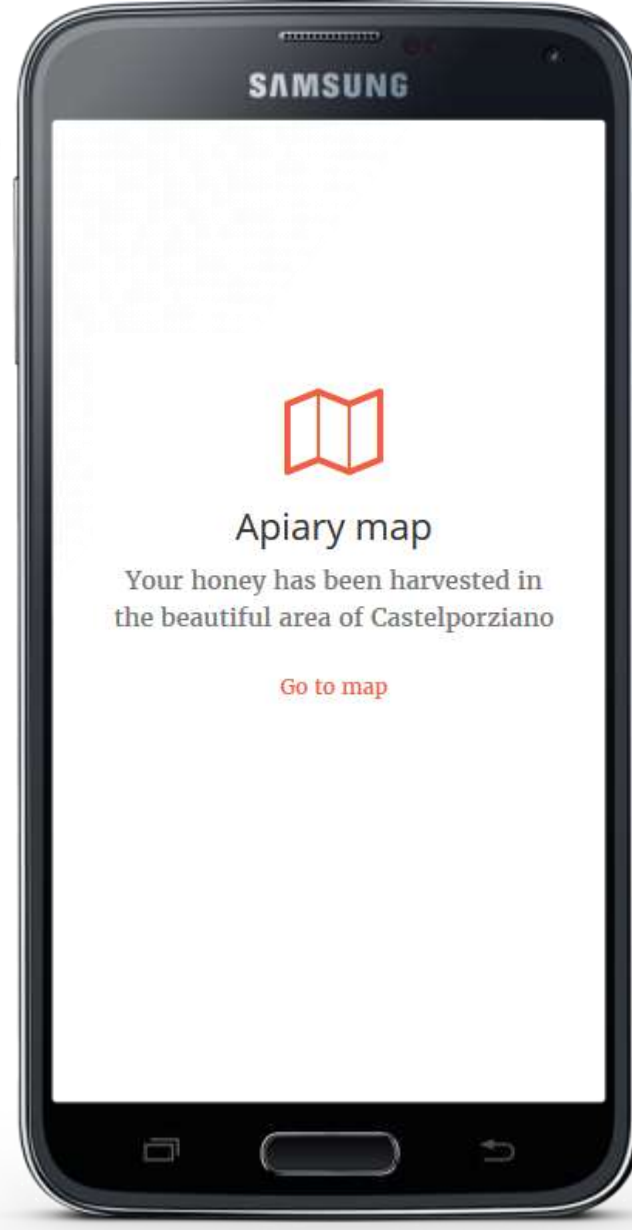 SAMSUNG
Apiary map
Your honey has been harvested in
the beautiful area of Castelporziano
Go to map